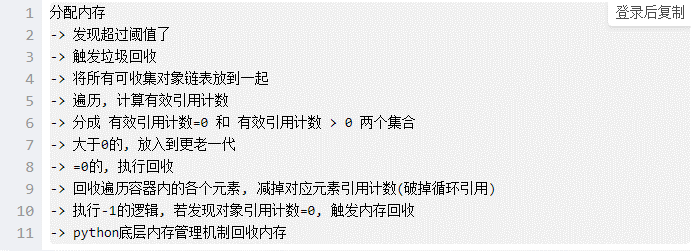 登录后复制
1 分配内存
2 -> 发现超过阈值了
3 -> 触发垃圾回收
4 -> 将所有可收集对象链表放到一起
5 -> 遍历, 计算有效引用计数
6 -> 分成 有效引用计数=0 和 有效引用计数 > 0 两个集合
7 -> 大于0的, 放入到更老一代
8 -> =0的, 执行回收
9 -> 回收遍历容器内的各个元素, 减掉对应元素引用计数(破掉循环引用)
10 -> 执行-1的逻辑, 若发现对象引用计数=0, 触发内存回收
11 -> python底层内存管理机制回收内存